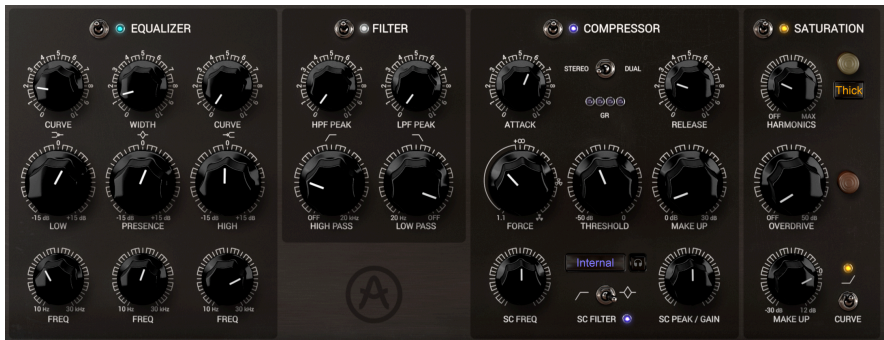 EQUALIZER
FILTER
COMPRESSOR
SATURATION
STEREO DUAL
Thick
CURVE WIDTH CURVE
HPF PEAK LPF PEAK
ATTACK GR RELEASE
OFF MAX
HARMONICS
0 0 0
+∞
-15 dB +15 dB -15 dB +15 dB -15 dB +15 dB
LOW PRESENCE HIGH
OFF 20 kHz 20 Hz OFF
HIGH PASS LOW PASS
1.1 -50 dB 0 0 dB 30 dB
FORCE THRESHOLD MAKE UP
OFF 50 dB
OVERDRIVE
Internal
10 Hz 30 kHz 10 Hz 30 kHz 10 Hz 30 kHz
FREQ FREQ FREQ
SC FREQ SC FILTER SC PEAK / GAIN
-30 dB 12 dB
MAKE UP CURVE